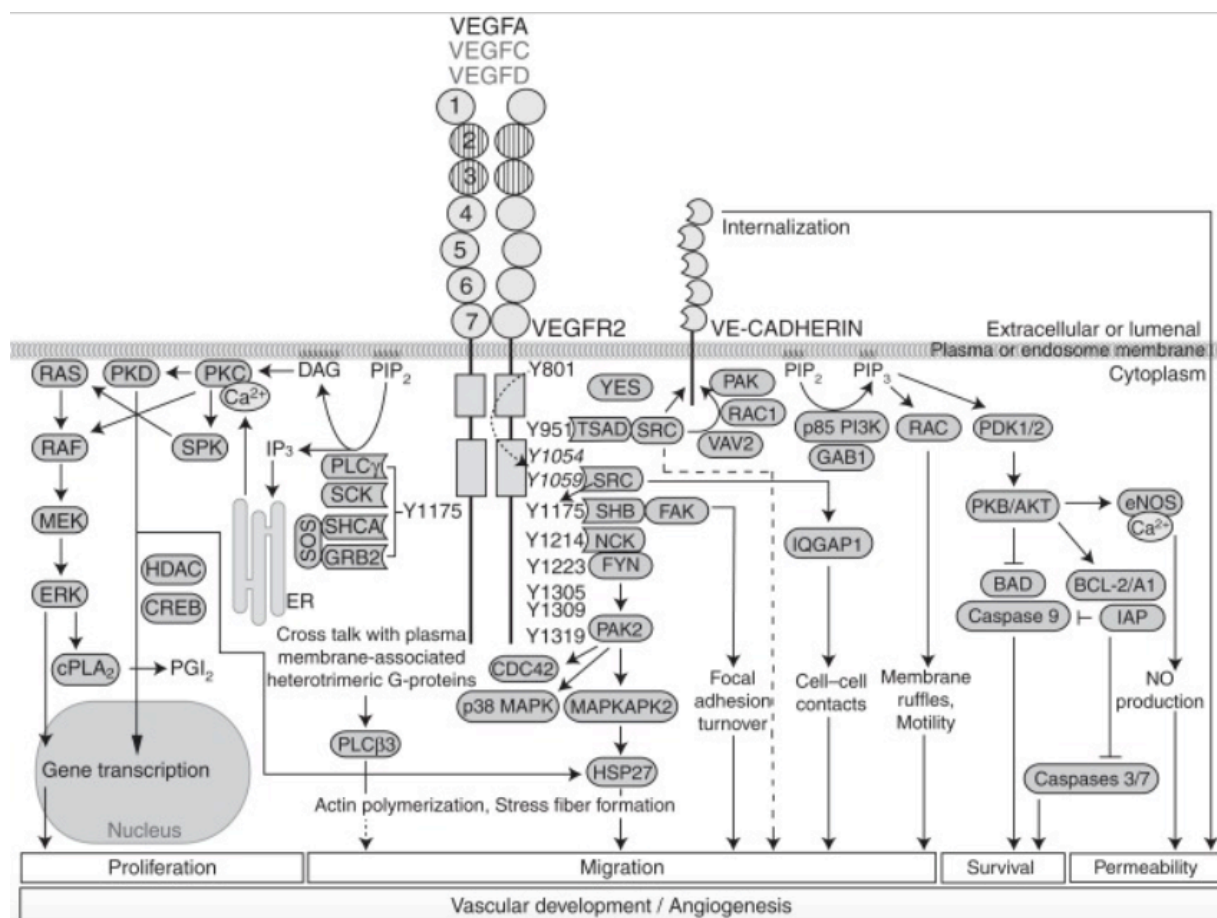 VEGFA
VEGFC
VEGFD
1
2
3
4
5
6
7
Internalization
VEGFR2
VE-CADHERIN
Extracellular or lumenal
Plasma or endosome membrane
Cytoplasm
RAS
PKD
PKC
Ca2+
DAG
PIP2
RAF
SPK
IP3
MEK
ERK
HDAC
CREB
ER
cPLA2
PGI2
PLCγ
SCK
SHCA
GRB2
SOS
Y1175
Y801
Y951
TSAD
SRC
YES
PAK
RAC1
VAV2
Y1054
Y1059
SRC
Y1175
SHB
FAK
Y1214
NCK
Y1223
FYN
Y1305
Y1309
Y1319
PAK2
CDC42
p38 MAPK
MAPKAPK2
HSP27
Cross talk with plasma
membrane-associated
heterotrimeric G-proteins
PLCβ3
Actin polymerization, Stress fiber formation
PIP2
PIP3
p85 PI3K
GAB1
RAC
PDK1/2
IQGAP1
PKB/AKT
eNOS
Ca2+
BAD
BCL-2/A1
Caspase 9
IAP
Focal
adhesion
turnover
Cell–cell
contacts
Membrane
ruffles,
Motility
NO
production
Caspases 3/7
Gene transcription
Nucleus
Proliferation
Migration
Survival
Permeability
Vascular development / Angiogenesis